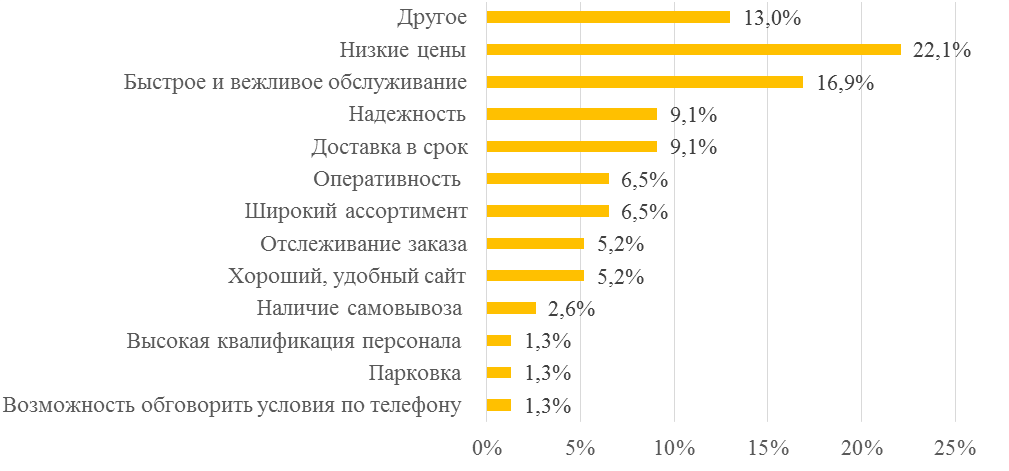 Другое 13,0%
Низкие цены 22,1%
Быстрое и вежливое обслуживание 16,9%
Надежность 9,1%
Доставка в срок 9,1%
Оперативность 6,5%
Широкий ассортимент 6,5%
Отслеживание заказа 5,2%
Хороший, удобный сайт 5,2%
Наличие самовывоза 2,6%
Высокая квалификация персонала 1,3%
Парковка 1,3%
Возможность обговорить условия по телефону 1,3%
0% 5% 10% 15% 20% 25%